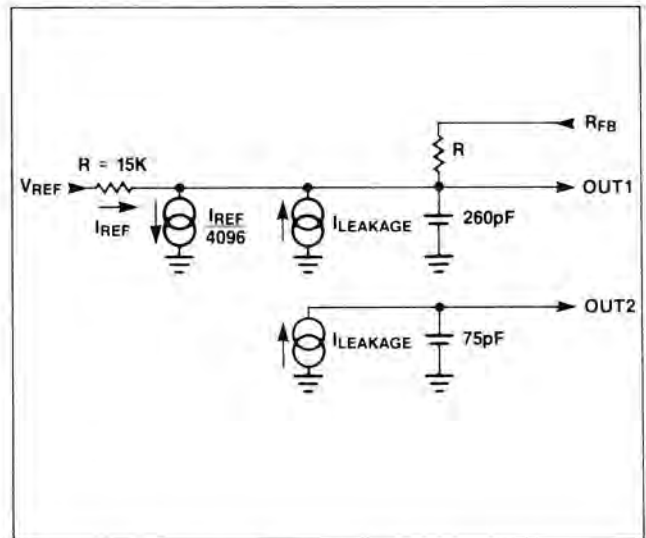 RFB
R
R = 15K
VREF
OUT1
IREF
IREF
4096
ILEAKAGE
260pF
OUT2
ILEAKAGE
75pF